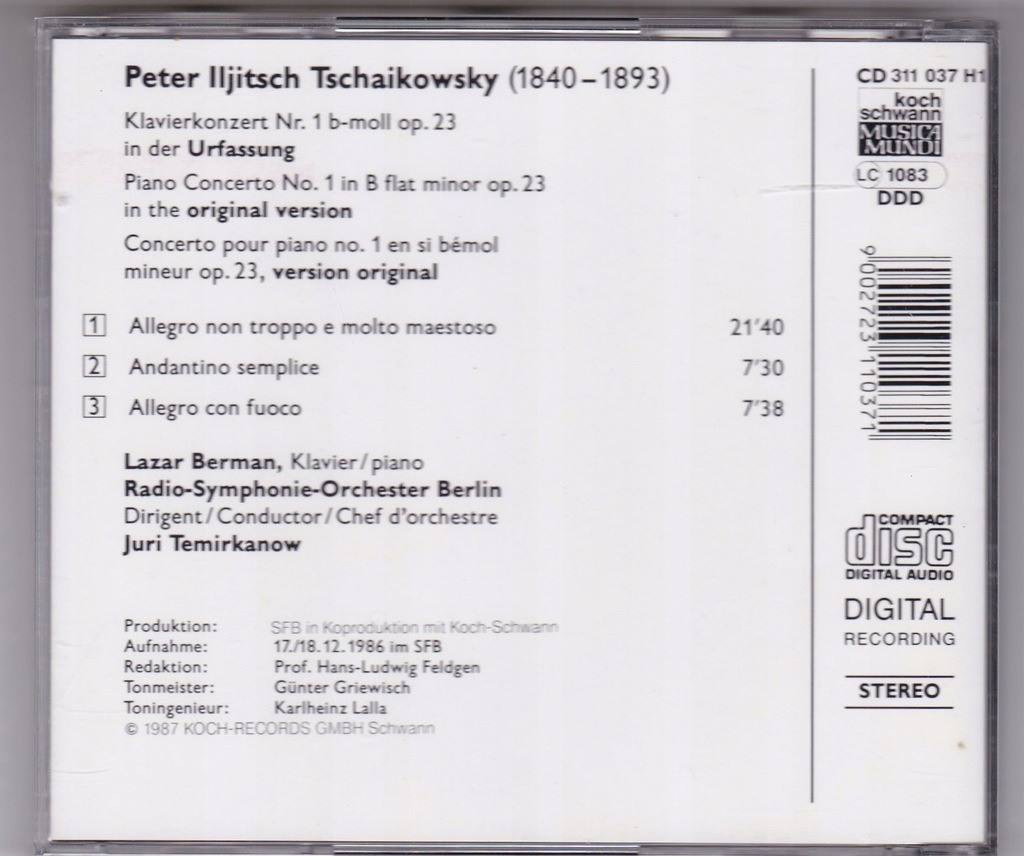 Peter Iljitsch Tschaikowsky (1840–1893)
Klavierkonzert Nr. 1 b-moll op. 23
in der Urfassung
Piano Concerto No. 1 in B flat minor op. 23
in the original version
Concerto pour piano no. 1 en si bémol
mineur op. 23, version original
1 Allegro non troppo e molto maestoso 21'40
2 Andantino semplice 7'30
3 Allegro con fuoco 7'38
Lazar Berman, Klavier/piano
Radio-Symphonie-Orchester Berlin
Dirigent/Conductor/Chef d'orchestre
Juri Temirkanow
Produktion: SFB in Koproduktion mit Koch-Schwann
Aufnahme: 17./18. 12. 1986 im SFB
Redaktion: Prof. Hans-Ludwig Feldgen
Tonmeister: Günter Griewisch
Toningenieur: Karlheinz Lalla
© 1987 KOCH-RECORDS GMBH Schwann
CD 311 037 H1
koch
schwann
MUSICA
MUNDI
LC 1083
DDD
9 002723 110371
COMPACT
disc
DIGITAL AUDIO
DIGITAL
RECORDING
STEREO